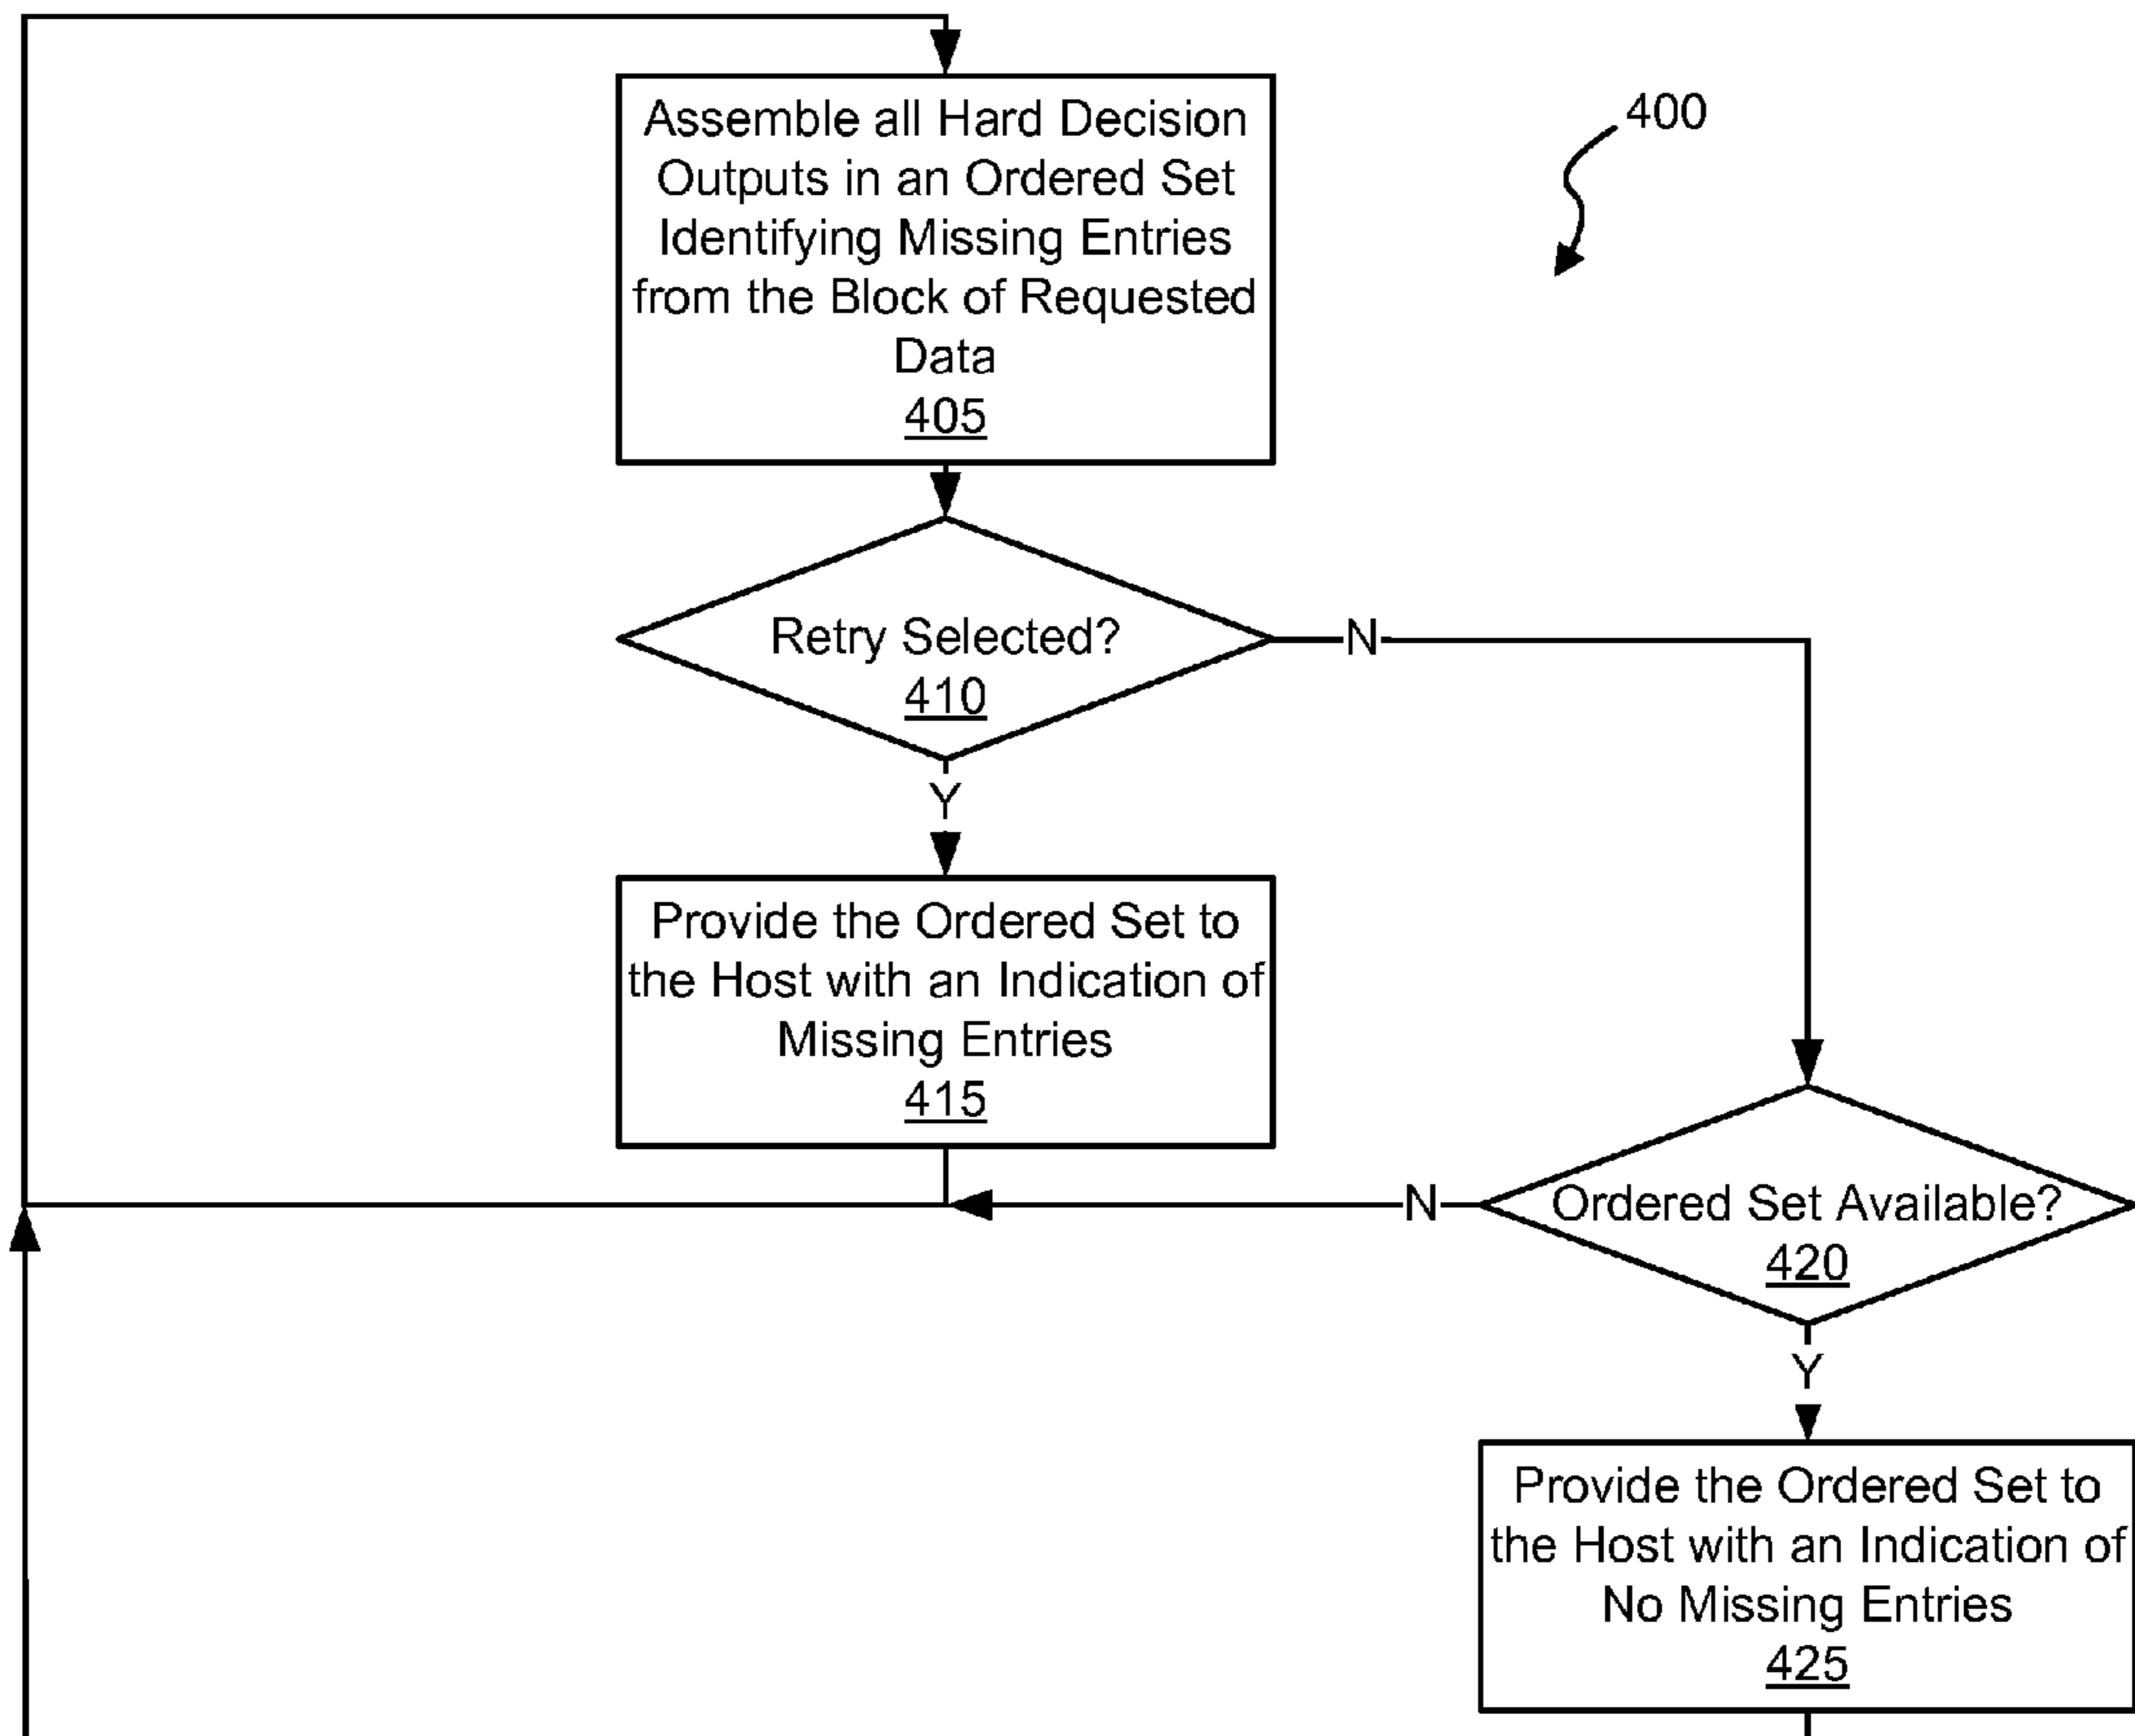 400
Assemble all Hard Decision
Outputs in an Ordered Set
Identifying Missing Entries
from the Block of Requested
Data
405
Retry Selected?
410
N
Y
Provide the Ordered Set to
the Host with an Indication of
Missing Entries
415
N
Ordered Set Available?
420
Y
Provide the Ordered Set to
the Host with an Indication of
No Missing Entries
425